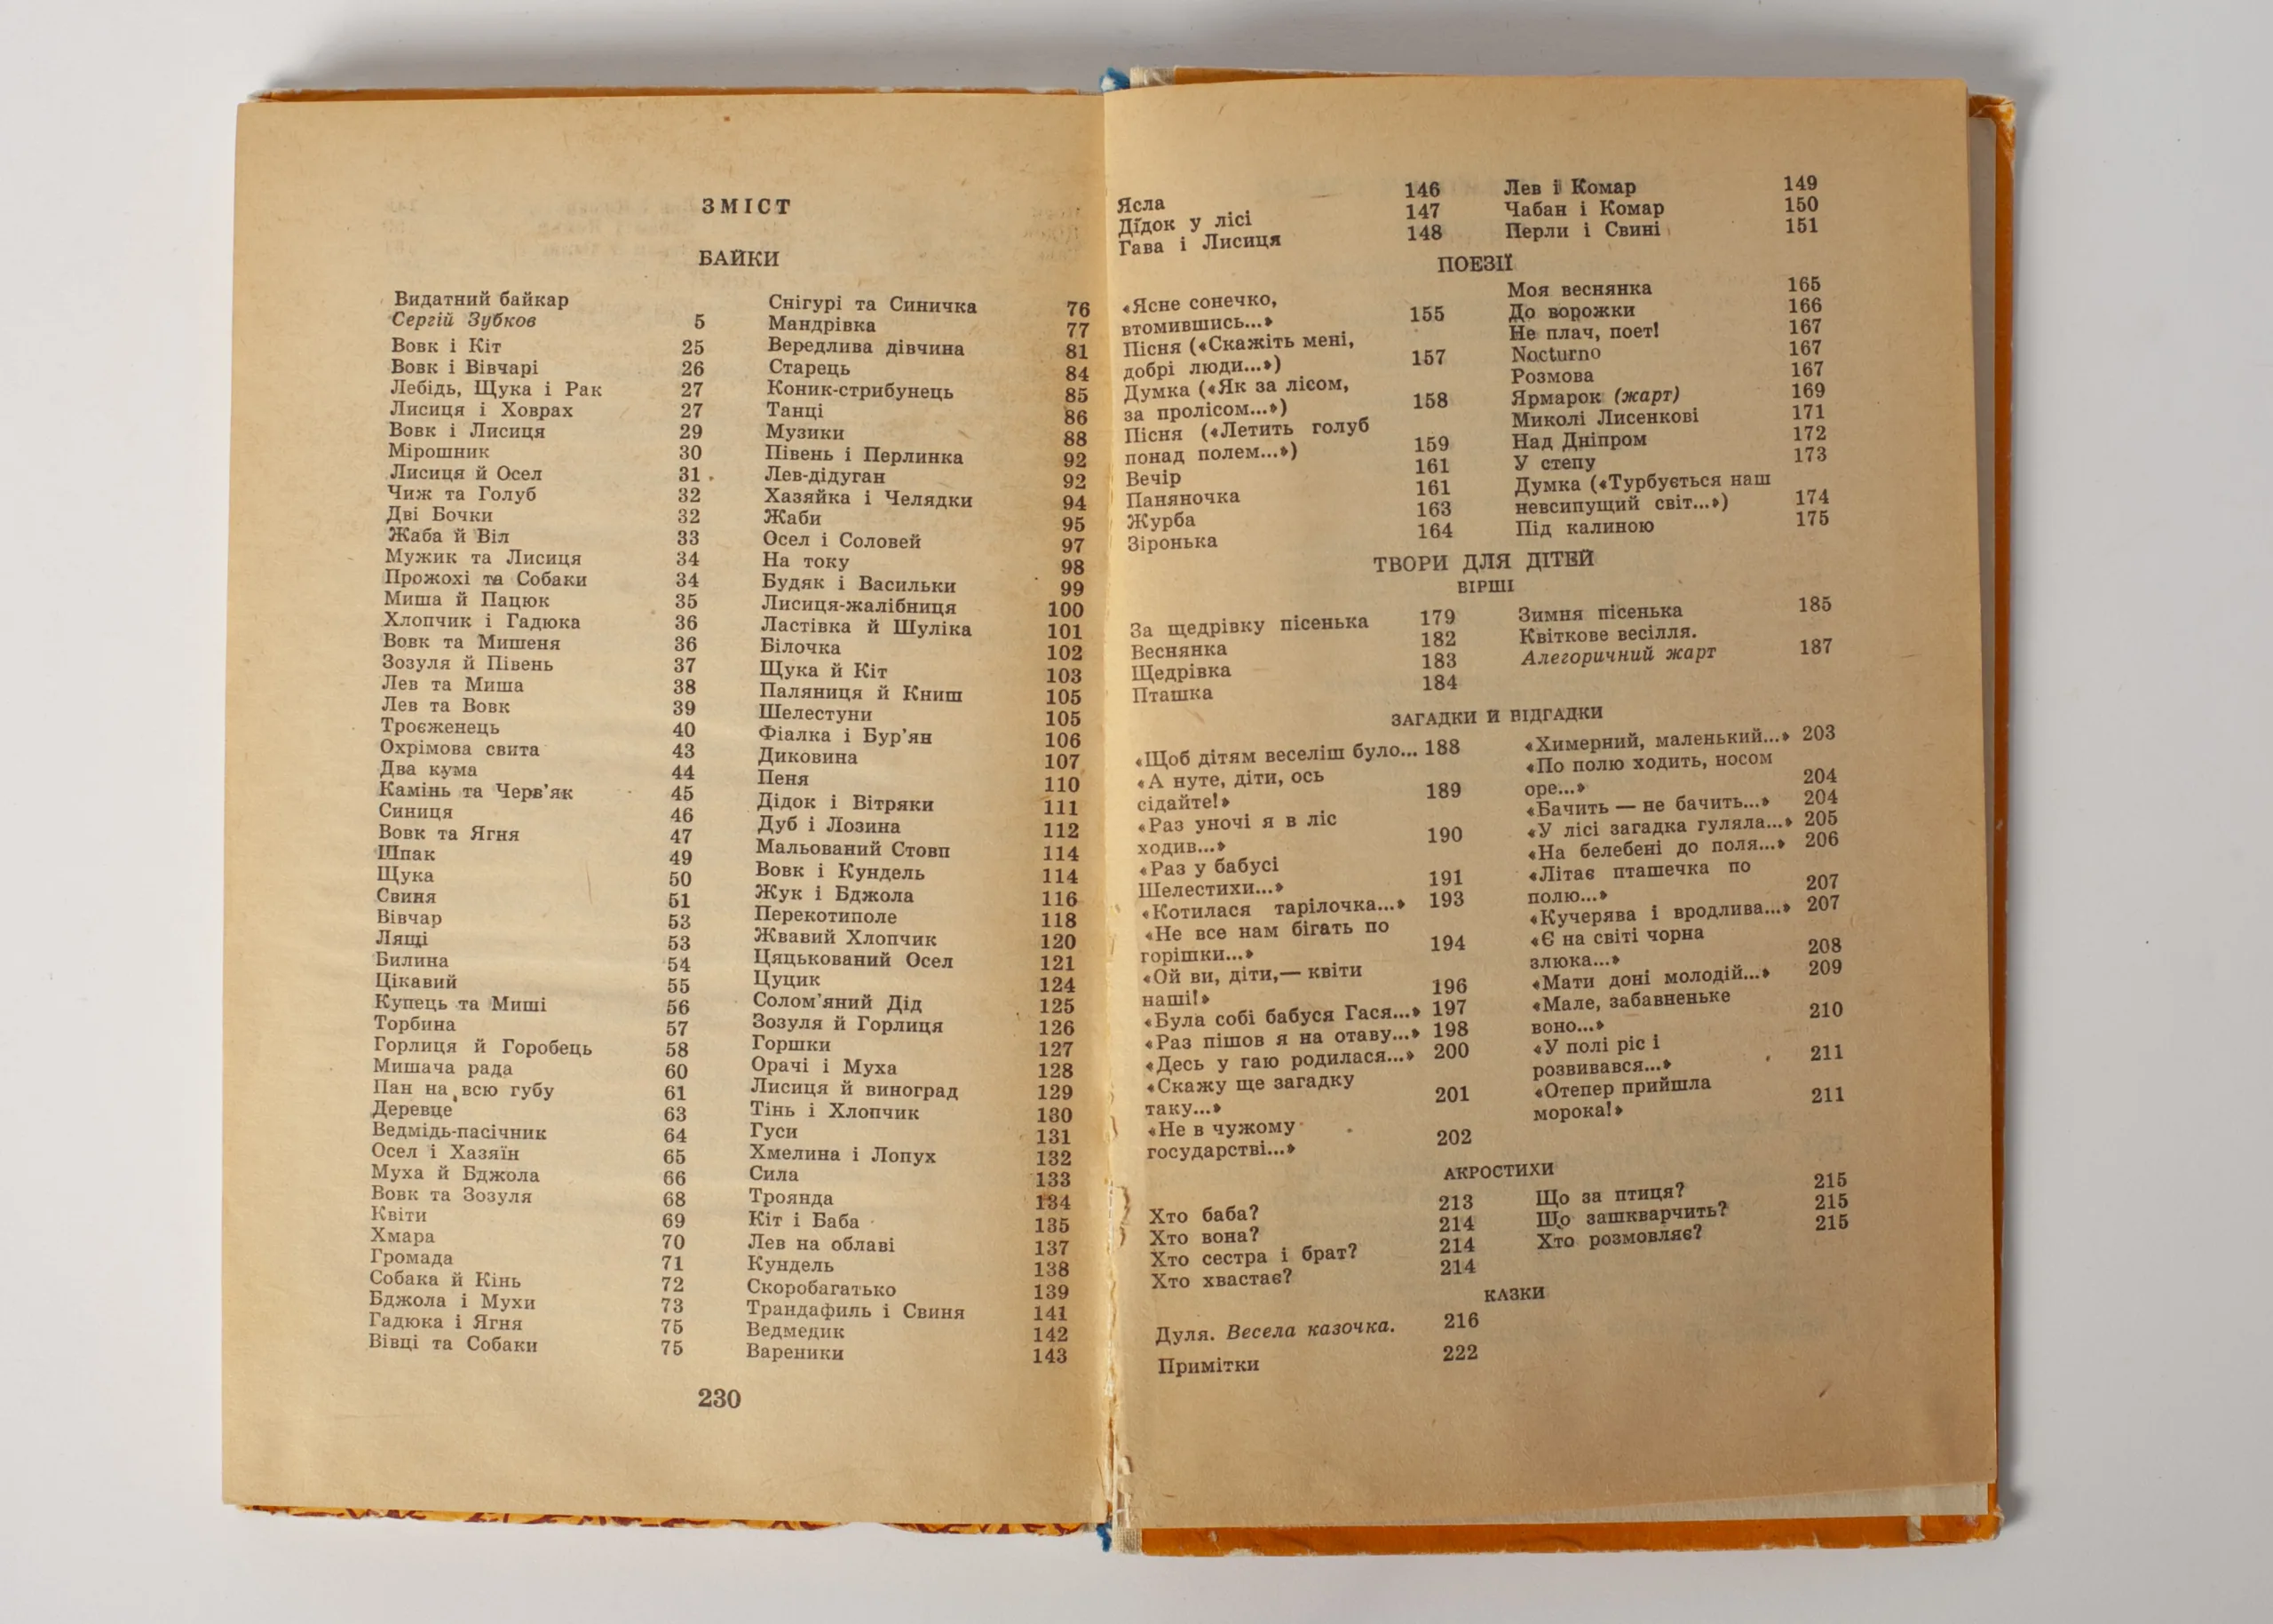 ЗМІСТ
БАЙКИ
Видатний байкар
Сергій Зубков 5
Вовк і Кіт 25
Вовк і Вівчарі 26
Лебідь, Щука і Рак 27
Лисиця і Ховрах 27
Вовк і Лисиця 29
Мірошник 30
Лисиця й Осел 31
Чиж та Голуб 32
Дві Бочки 32
Жаба й Віл 33
Мужик та Лисиця 34
Прохожі та Собаки 34
Миша й Пацюк 35
Хлопчик і Гадюка 36
Вовк та Мишеня 36
Зозуля й Півень 37
Лев та Миша 38
Лев та Вовк 39
Троєженець 40
Охрімова свита 43
Два кума 44
Камінь та Черв'як 45
Синиця 46
Вовк та Ягня 47
Шпак 49
Щука 50
Свиня 51
Вівчар 53
Лящі 53
Билина 54
Цікавий 55
Купець та Миші 56
Торбина 57
Горлиця й Горобець 58
Мишача рада 60
Пан на всю губу 61
Деревце 63
Ведмідь-пасічник 64
Осел і Хазяїн 65
Муха й Бджола 66
Вовк та Зозуля 68
Квіти 69
Хмара 70
Громада 71
Собака й Кінь 72
Бджола і Мухи 73
Гадюка і Ягня 75
Вівці та Собаки 75
Снігурі та Синичка 76
Мандрівка 77
Вередлива дівчина 81
Старець 84
Коник-стрибунець 85
Танці 86
Музики 88
Півень і Перлинка 92
Лев-дідуган 92
Хазяйка і Челядки 94
Жаби 95
Осел і Соловей 97
На току 98
Будяк і Васильки 99
Лисиця-жалібниця 100
Ластівка й Шуліка 101
Білочка 102
Щука й Кіт 103
Паляниця й Книш 105
Шелестуни 105
Фіалка і Бур'ян 106
Диковина 107
Пеня 110
Дідок і Вітряки 111
Дуб і Лозина 112
Мальований Стовп 114
Вовк і Кундель 114
Жук і Бджола 116
Перекотиполе 118
Жвавий Хлопчик 120
Цяцькований Осел 121
Цуцик 124
Солом'яний Дід 125
Зозуля й Горлиця 126
Горшки 127
Орачі і Муха 128
Лисиця й виноград 129
Тінь і Хлопчик 130
Гуси 131
Хмелина і Лопух 132
Сила 133
Троянда 134
Кіт і Баба 135
Лев на облаві 137
Кундель 138
Скоробагатько 139
Трандафиль і Свиня 141
Ведмедик 142
Вареники 143
230
Ясла 146
Дідок у лісі 147
Гава і Лисиця 148
Лев і Комар 149
Чабан і Комар 150
Перли і Свині 151
ПОЕЗІЇ
«Ясне сонечко,
втомившись...» 155
Пісня («Скажіть мені,
добрі люди...») 157
Думка («Як за лісом,
за пролісом...») 158
Пісня («Летить голуб
понад полем...») 159
Вечір 161
Паняночка 161
Журба 163
Зіронька 164
Моя веснянка 165
До ворожки 166
Не плач, поет! 167
Nocturno 167
Розмова 167
Ярмарок (жарт) 169
Миколі Лисенкові 171
Над Дніпром 172
У степу 173
Думка («Турбується наш
невсипущий світ...») 174
Під калиною 175
ТВОРИ ДЛЯ ДІТЕЙ
ВІРШІ
За щедрівку пісенька 179
Веснянка 182
Щедрівка 183
Пташка 184
Зимня пісенька 185
Квіткове весілля.
Алегоричний жарт 187
ЗАГАДКИ Й ВІДГАДКИ
«Щоб дітям веселіш було... 188
«А нуте, діти, ось
сідайте!» 189
«Раз уночі я в ліс
ходив...» 190
«Раз у бабусі
Шелестихи...» 191
«Котилася тарілочка...» 193
«Не все нам бігать по
горішки...» 194
«Ой ви, діти,— квіти
наші!» 196
«Була собі бабуся Гася...» 197
«Раз пішов я на отаву...» 198
«Десь у гаю родилася...» 200
«Скажу ще загадку
таку...» 201
«Не в чужому
государстві...» 202
«Химерний, маленький...» 203
«По полю ходить, носом
оре...» 204
«Бачить — не бачить...» 204
«У лісі загадка гуляла...» 205
«На белебені до поля...» 206
«Літає пташечка по
полю...» 207
«Кучерява і вродлива...» 207
«Є на світі чорна
злюка...» 208
«Мати доні молодій...» 209
«Мале, забавненьке
воно...» 210
«У полі ріс і
розвивався...» 211
«Отепер прийшла
морока!» 211
АКРОСТИХИ
Хто баба? 213
Хто вона? 214
Хто сестра і брат? 214
Хто хвастає? 214
Що за птиця? 215
Що зашкварчить? 215
Хто розмовляє? 215
КАЗКИ
Дуля. Весела казочка. 216
Примітки 222